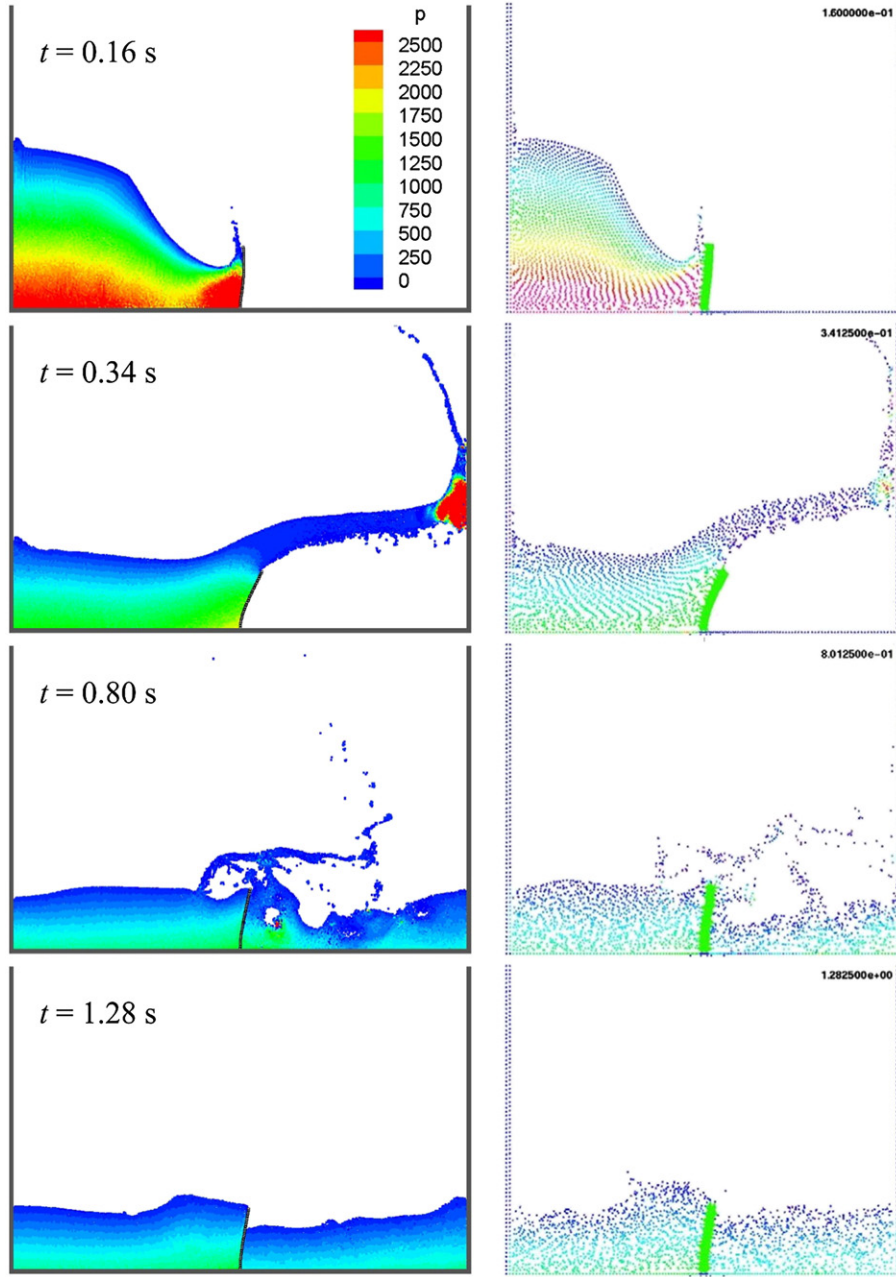 p
t = 0.16 s
2500
2250
2000
1750
1500
1250
1000
750
500
250
0
1.600000e-01
t = 0.34 s
3.412500e-01
t = 0.80 s
8.012500e-01
t = 1.28 s
1.282500e+00